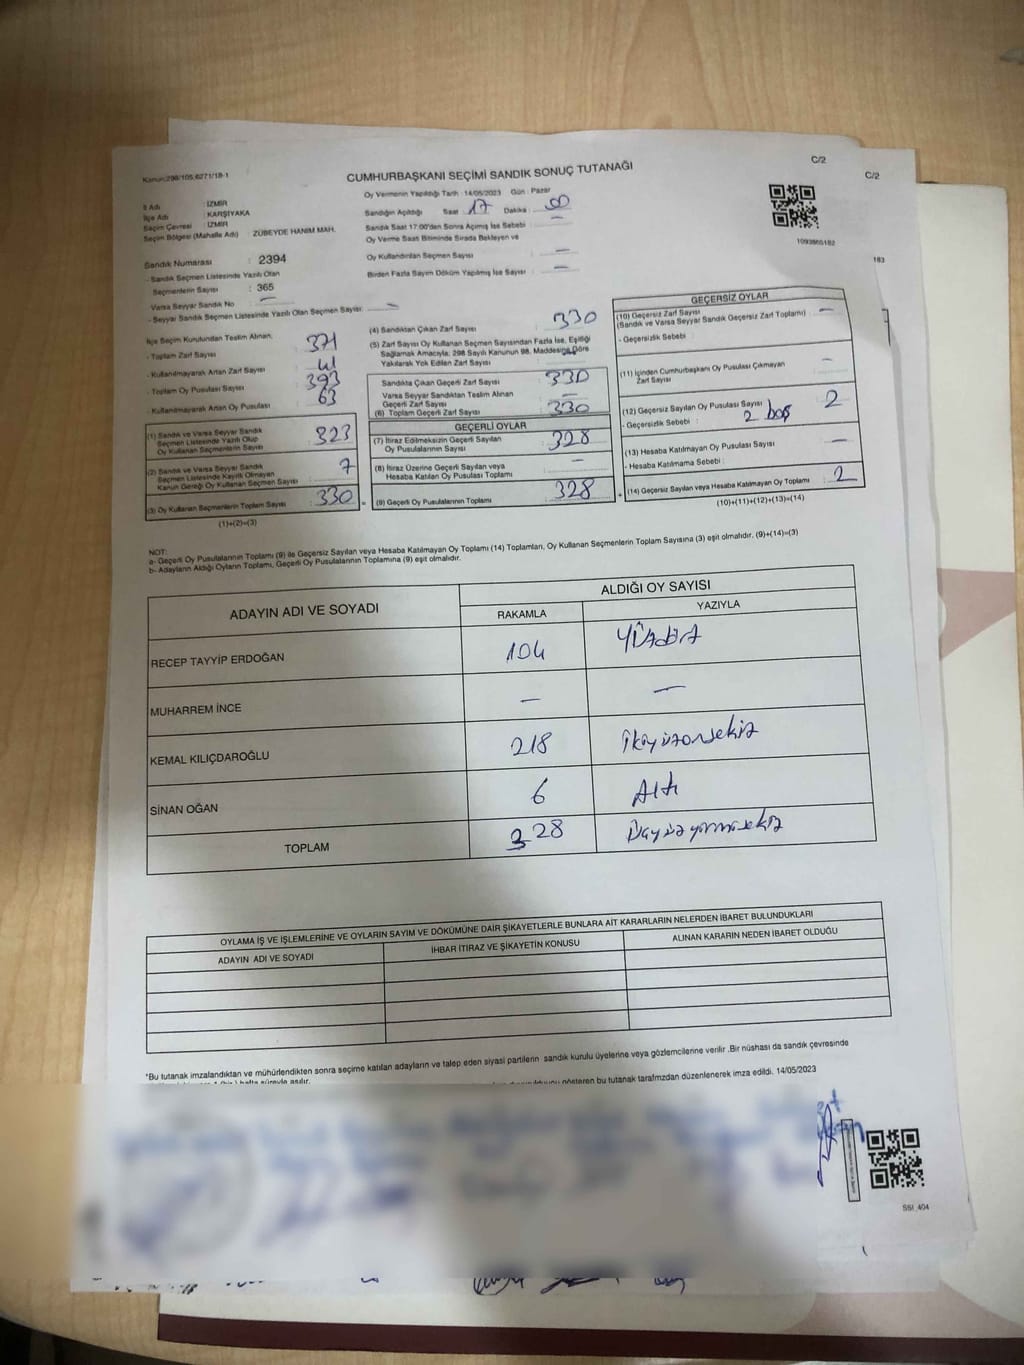 C/2
C/2
Kanun:298/105;6271/18-1
CUMHURBAŞKANI SEÇİMİ SANDIK SONUÇ TUTANAĞI
Oy Vermenin Yapıldığı Tarih : 14/05/2023 Gün : Pazar
İl Adı : İZMİR
İlçe Adı : KARŞIYAKA
Seçim Çevresi : İZMİR
Seçim Bölgesi (Mahalle Adı) : ZÜBEYDE HANIM MAH.
Sandığın Açıldığı Saat : 17 Dakika : 00
Sandık Saat 17:00'den Sonra Açılmış İse Sebebi : —
Oy Verme Saat Bitiminde Sırada Bekleyen ve
Oy Kullandırılan Seçmen Sayısı : —
Birden Fazla Sayım Döküm Yapılmış İse Sayısı : —
1093865182
183
Sandık Numarası : 2394
- Sandık Seçmen Listesinde Yazılı Olan
Seçmenlerin Sayısı : 365
Varsa Seyyar Sandık No : —
- Seyyar Sandık Seçmen Listesinde Yazılı Olan Seçmen Sayısı: —
İlçe Seçim Kurulundan Teslim Alınan;
- Toplam Zarf Sayısı : 371
- Kullanılmayarak Artan Zarf Sayısı : 41
- Toplam Oy Pusulası Sayısı : 393
- Kullanılmayarak Artan Oy Pusulası : 63
(1) Sandık ve Varsa Seyyar Sandık
Seçmen Listesinde Yazılı Olup
Oy Kullanan Seçmenlerin Sayısı : 323
(2) Sandık ve Varsa Seyyar Sandık
Seçmen Listesinde Kayıtlı Olmayan
Kanun Gereği Oy Kullanan Seçmen Sayısı : 7
(3) Oy Kullanan Seçmenlerin Toplam Sayısı : 330 =
(1)+(2)=(3)
(4) Sandıktan Çıkan Zarf Sayısı : 330
(5) Zarf Sayısı Oy Kullanan Seçmen Sayısından Fazla İse, Eşitliği
Sağlamak Amacıyla; 298 Sayılı Kanunun 98. Maddesine Göre
Yakılarak Yok Edilen Zarf Sayısı : —
Sandıkta Çıkan Geçerli Zarf Sayısı : 330
Varsa Seyyar Sandıktan Teslim Alınan
Geçerli Zarf Sayısı : —
(6) Toplam Geçerli Zarf Sayısı : 330
GEÇERLİ OYLAR
(7) İtiraz Edilmeksizin Geçerli Sayılan
Oy Pusulalarının Sayısı : 328
(8) İtiraz Üzerine Geçerli Sayılan veya
Hesaba Katılan Oy Pusulası Toplamı : —
(9) Geçerli Oy Pusulalarının Toplamı : 328 +
GEÇERSİZ OYLAR
(10) Geçersiz Zarf Sayısı : —
(Sandık ve Varsa Seyyar Sandık Geçersiz Zarf Toplamı)
- Geçersizlik Sebebi :
(11) İçinden Cumhurbaşkanı Oy Pusulası Çıkmayan
Zarf Sayısı : —
(12) Geçersiz Sayılan Oy Pusulası Sayısı : 2
- Geçersizlik Sebebi : 2 boş
(13) Hesaba Katılmayan Oy Pusulası Sayısı : —
- Hesaba Katılmama Sebebi :
(14) Geçersiz Sayılan veya Hesaba Katılmayan Oy Toplamı : 2
(10)+(11)+(12)+(13)=(14)
NOT:
a- Geçerli Oy Pusulalarının Toplamı (9) ile Geçersiz Sayılan veya Hesaba Katılmayan Oy Toplamı (14) Toplamları, Oy Kullanan Seçmenlerin Toplam Sayısına (3) eşit olmalıdır. (9)+(14)=(3)
b- Adayların Aldığı Oyların Toplamı, Geçerli Oy Pusulalarının Toplamına (9) eşit olmalıdır.
ADAYIN ADI VE SOYADI
ALDIĞI OY SAYISI
RAKAMLA YAZIYLA
RECEP TAYYİP ERDOĞAN 104 Yüzdört
MUHARREM İNCE — —
KEMAL KILIÇDAROĞLU 218 İkiyüzonsekiz
SİNAN OĞAN 6 Altı
TOPLAM 328 Üçyüzyirmisekiz
OYLAMA İŞ VE İŞLEMLERİNE VE OYLARIN SAYIM VE DÖKÜMÜNE DAİR ŞİKAYETLERLE BUNLARA AİT KARARLARIN NELERDEN İBARET BULUNDUKLARI
ADAYIN ADI VE SOYADI İHBAR İTİRAZ VE ŞİKAYETİN KONUSU ALINAN KARARIN NEDEN İBARET OLDUĞU
*Bu tutanak imzalandıktan ve mühürlendikten sonra seçime katılan adayların ve talep eden siyasi partilerin sandık kurulu üyelerine veya gözlemcilerine verilir .Bir nüshası da sandık çevresinde
gösteren bu tutanak tarafımızdan düzenlenerek imza edildi. 14/05/2023
SSI_404